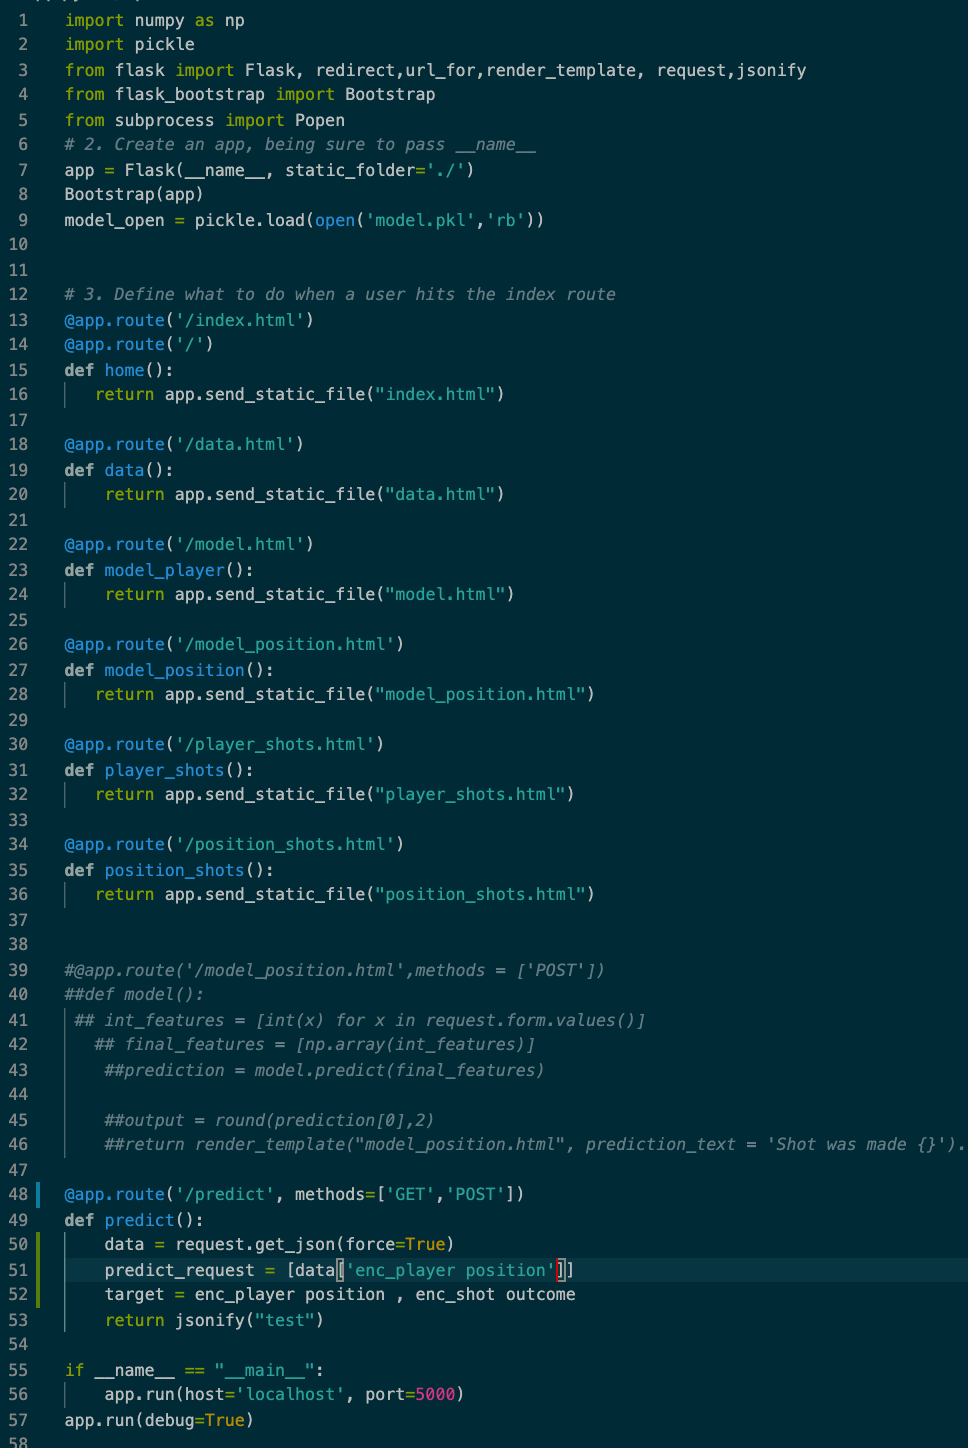 1 import numpy as np
2 import pickle
3 from flask import Flask, redirect,url_for,render_template, request,jsonify
4 from flask_bootstrap import Bootstrap
5 from subprocess import Popen
6 # 2. Create an app, being sure to pass __name__
7 app = Flask(__name__, static_folder='./')
8 Bootstrap(app)
9 model_open = pickle.load(open('model.pkl','rb'))
10
11
12 # 3. Define what to do when a user hits the index route
13 @app.route('/index.html')
14 @app.route('/')
15 def home():
16    return app.send_static_file("index.html")
17
18 @app.route('/data.html')
19 def data():
20     return app.send_static_file("data.html")
21
22 @app.route('/model.html')
23 def model_player():
24     return app.send_static_file("model.html")
25
26 @app.route('/model_position.html')
27 def model_position():
28    return app.send_static_file("model_position.html")
29
30 @app.route('/player_shots.html')
31 def player_shots():
32    return app.send_static_file("player_shots.html")
33
34 @app.route('/position_shots.html')
35 def position_shots():
36    return app.send_static_file("position_shots.html")
37
38
39 #@app.route('/model_position.html',methods = ['POST'])
40 ##def model():
41  ## int_features = [int(x) for x in request.form.values()]
42    ## final_features = [np.array(int_features)]
43     ##prediction = model.predict(final_features)
44
45     ##output = round(prediction[0],2)
46     ##return render_template("model_position.html", prediction_text = 'Shot was made {}').
47
48 @app.route('/predict', methods=['GET','POST'])
49 def predict():
50     data = request.get_json(force=True)
51     predict_request = [data['enc_player position']]
52     target = enc_player position , enc_shot outcome
53     return jsonify("test")
54
55 if __name__ == "__main__":
56     app.run(host='localhost', port=5000)
57 app.run(debug=True)
58